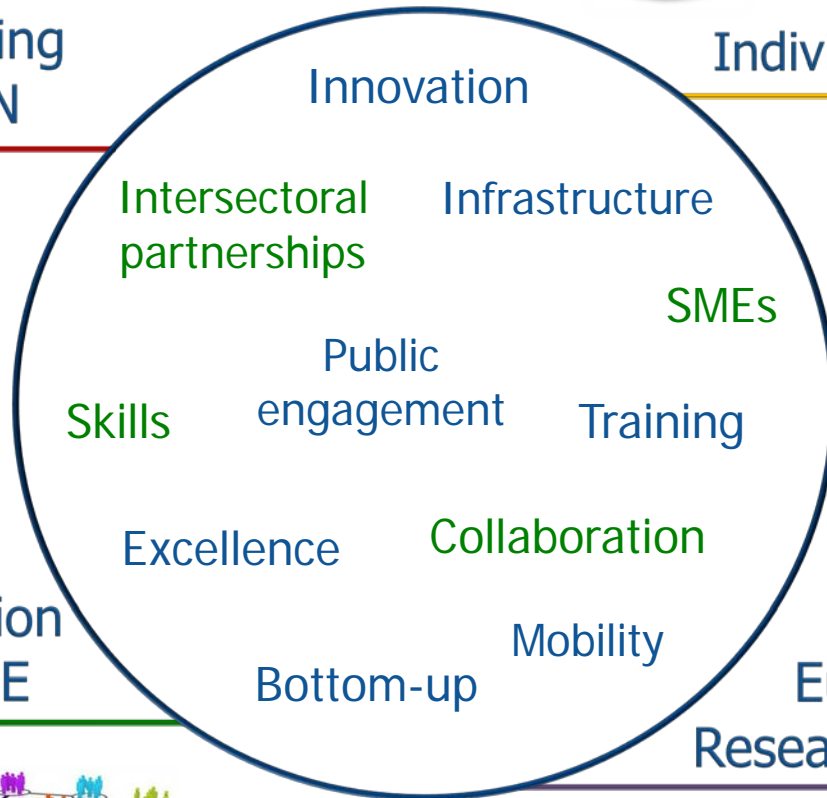 ing
N
Indiv
Innovation
Intersectoral
partnerships
Infrastructure
SMEs
Public
engagement
Skills
Training
Excellence
Collaboration
ion
E
Mobility
Bottom-up
E
Resea